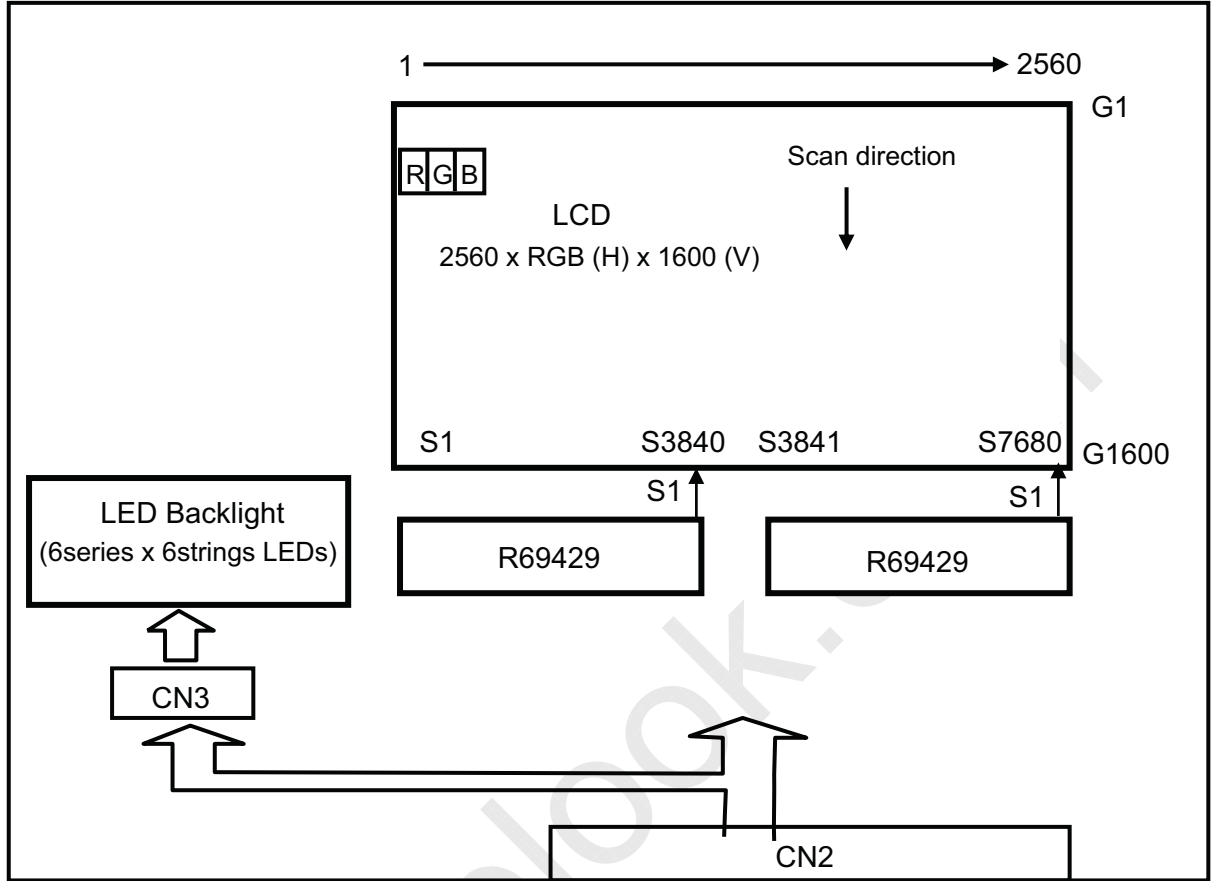 1 2560
G1
R G B
Scan direction
LCD
2560 x RGB (H) x 1600 (V)
S1 S3840 S3841 S7680
G1600
S1 S1
LED Backlight
(6series x 6strings LEDs)
R69429 R69429
CN3
CN2